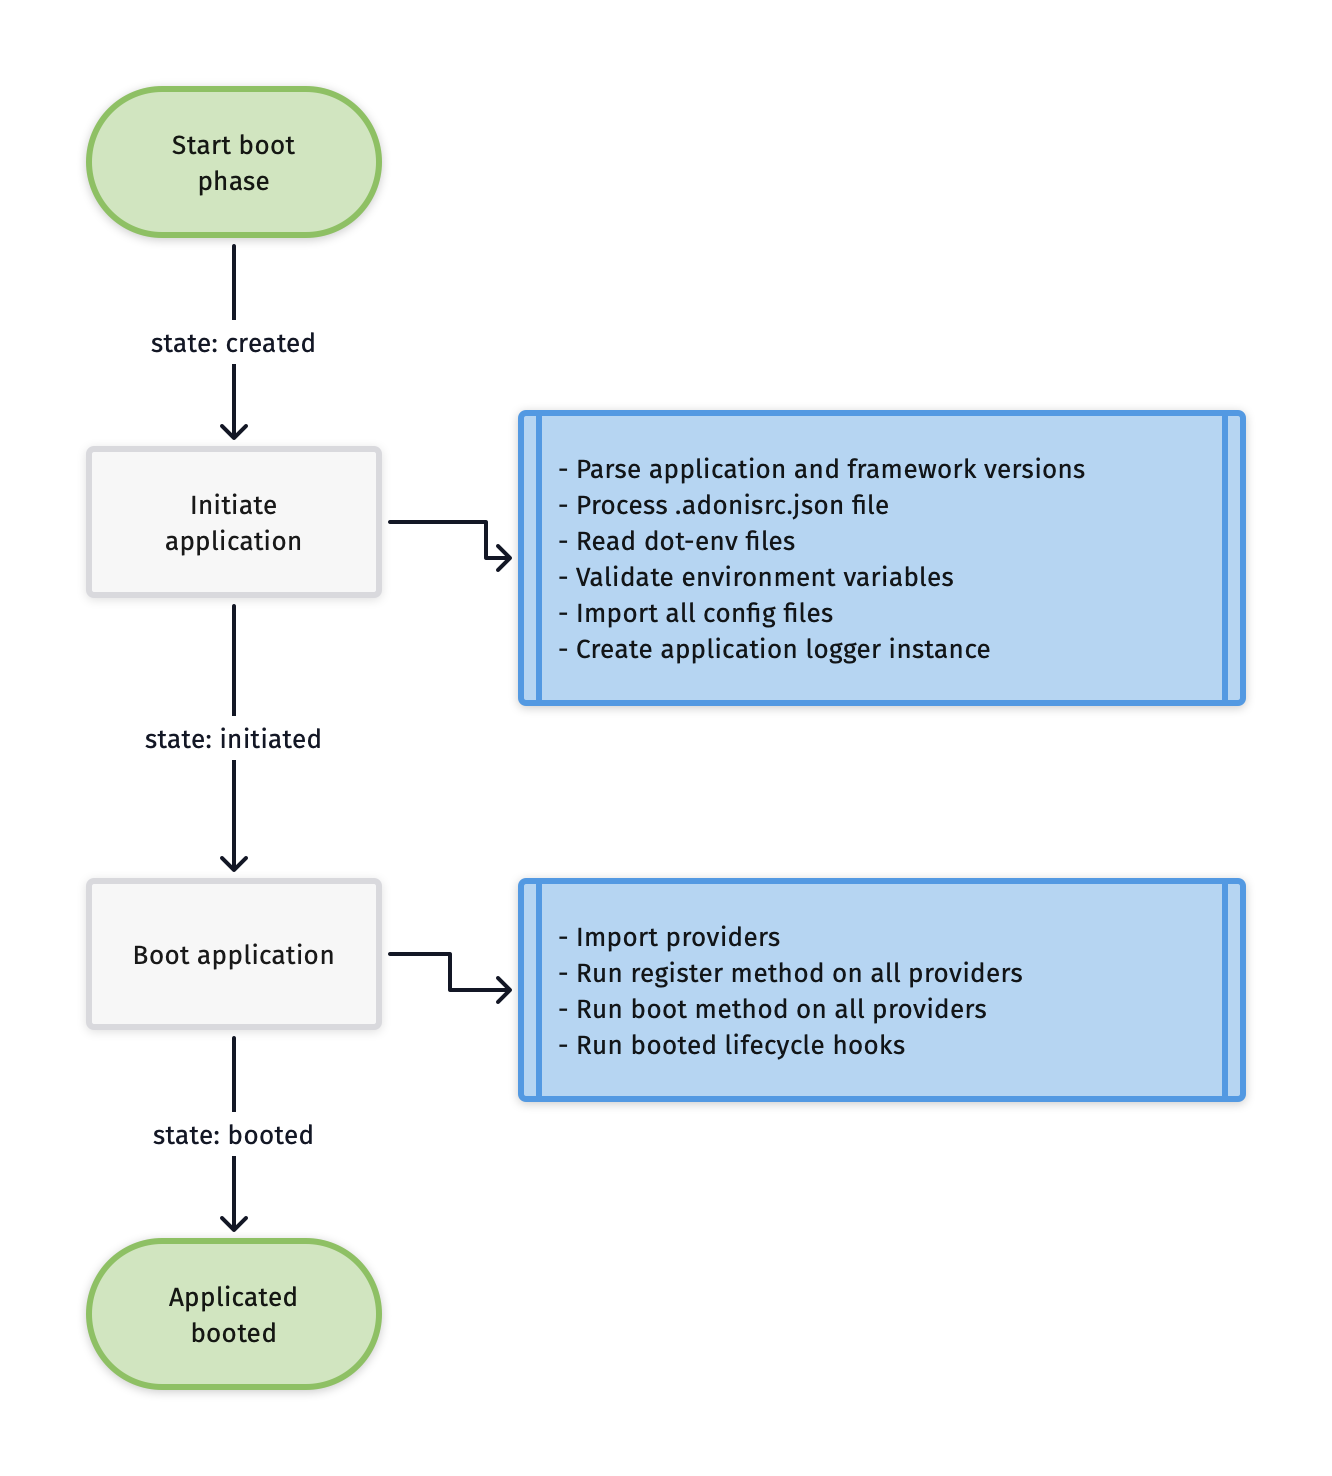 Start boot
phase
state: created
Initiate
application
- Parse application and framework versions
- Process .adonisrc.json file
- Read dot-env files
- Validate environment variables
- Import all config files
- Create application logger instance
state: initiated
Boot application
- Import providers
- Run register method on all providers
- Run boot method on all providers
- Run booted lifecycle hooks
state: booted
Applicated
booted